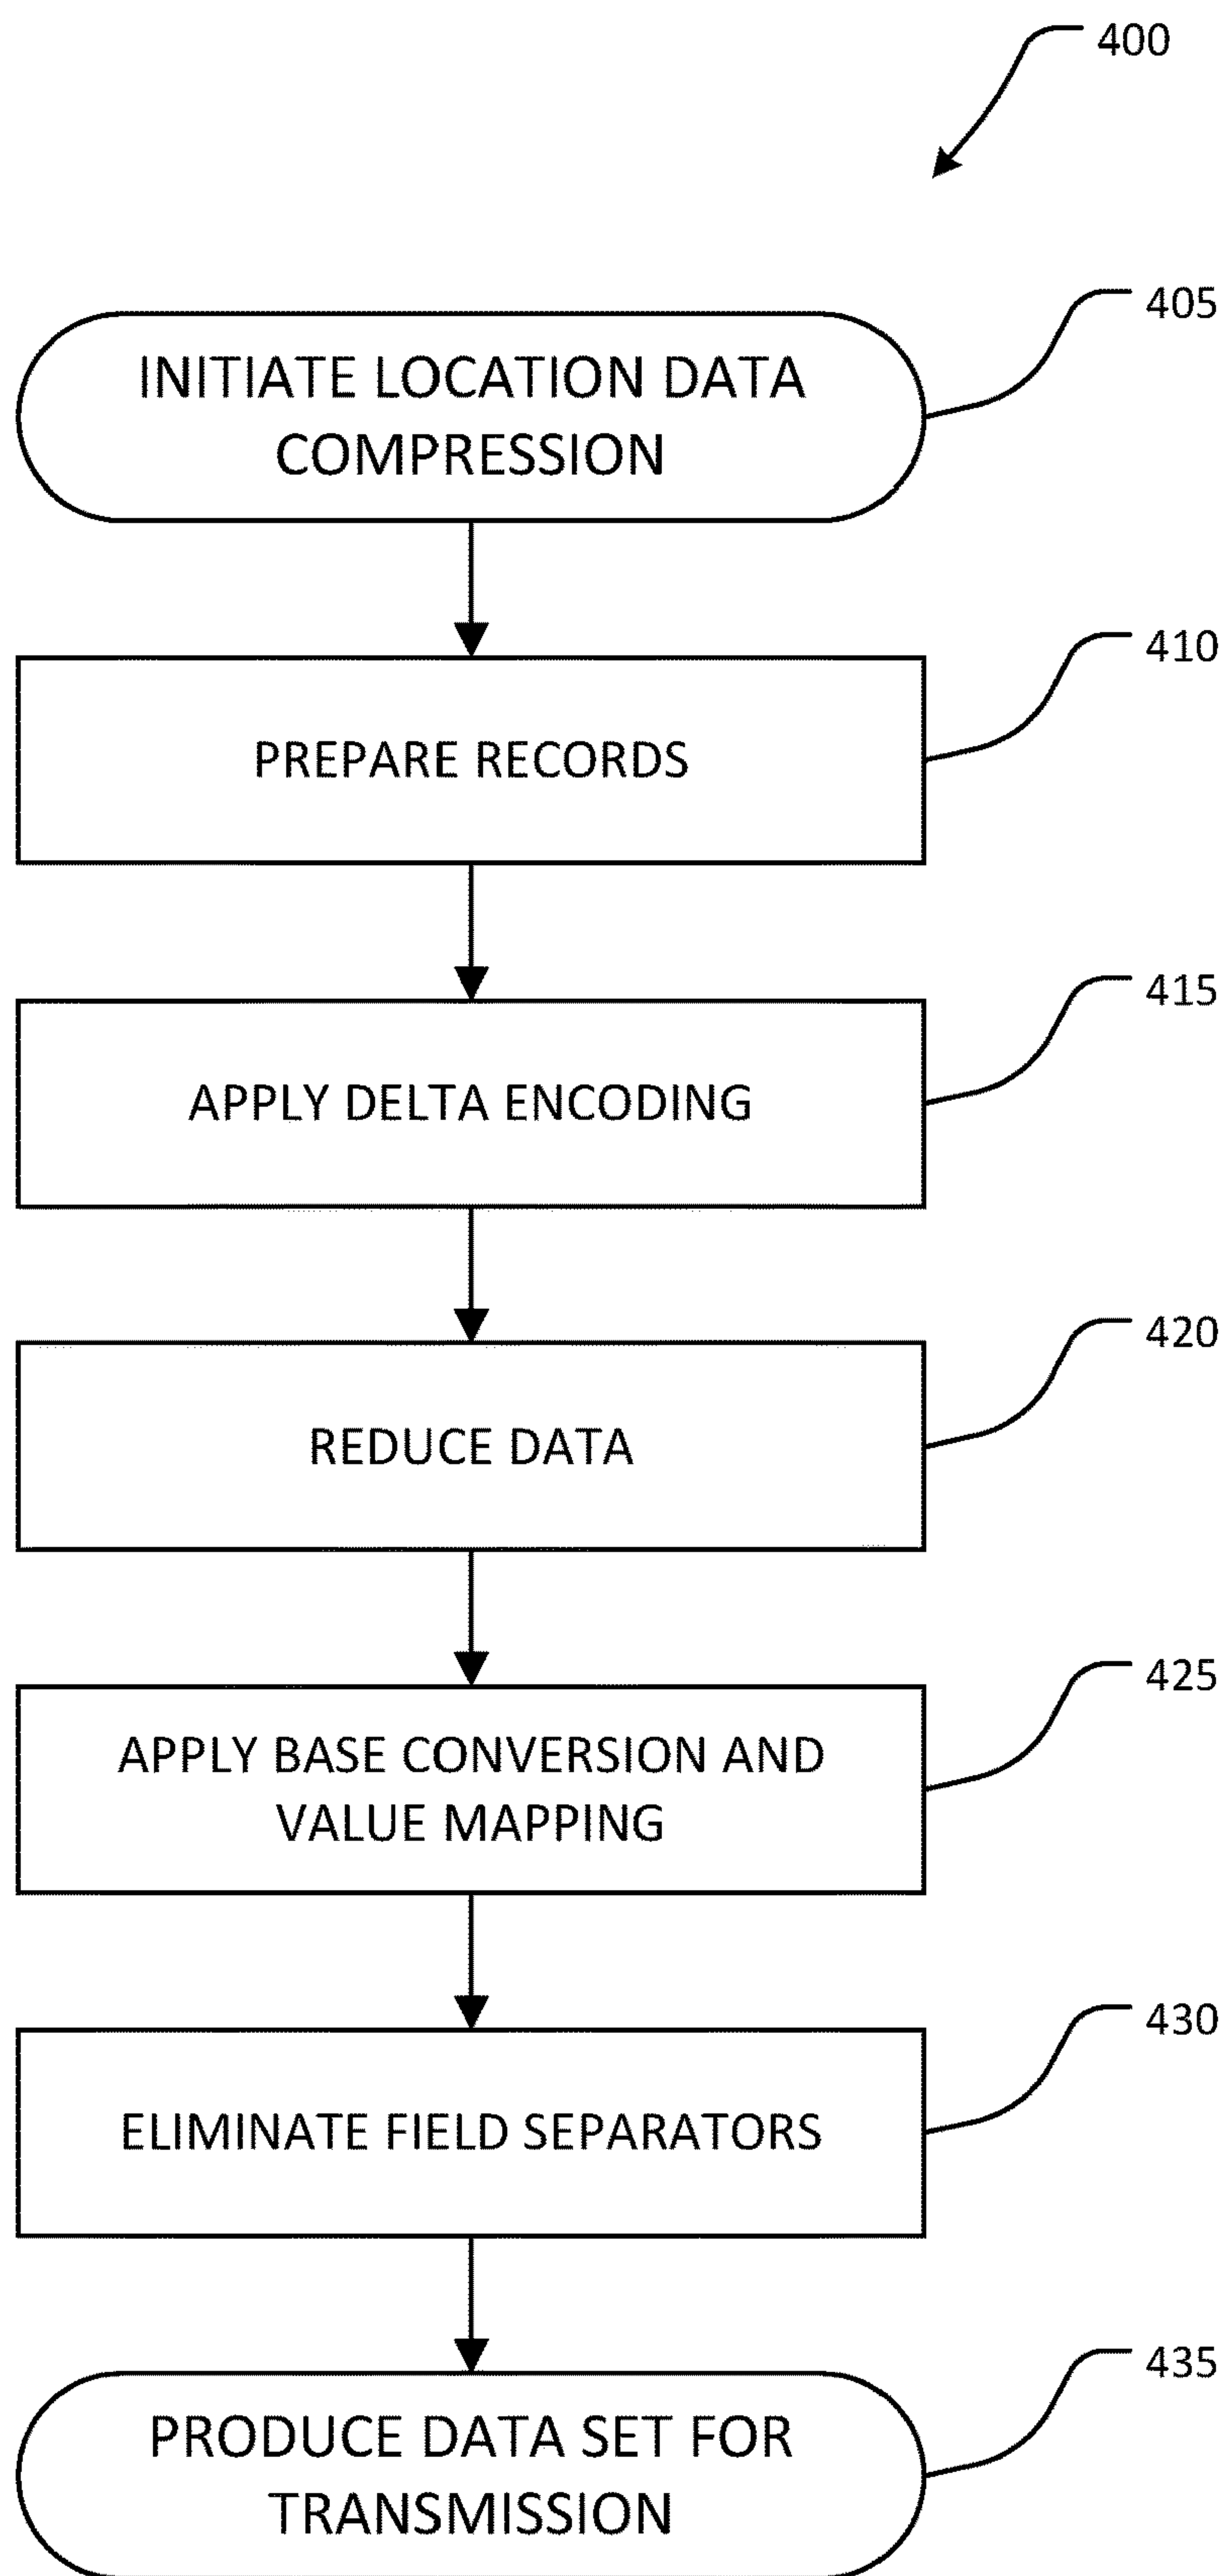 400
405
INITIATE LOCATION DATA
COMPRESSION
410
PREPARE RECORDS
415
APPLY DELTA ENCODING
420
REDUCE DATA
425
APPLY BASE CONVERSION AND
VALUE MAPPING
430
ELIMINATE FIELD SEPARATORS
435
PRODUCE DATA SET FOR
TRANSMISSION